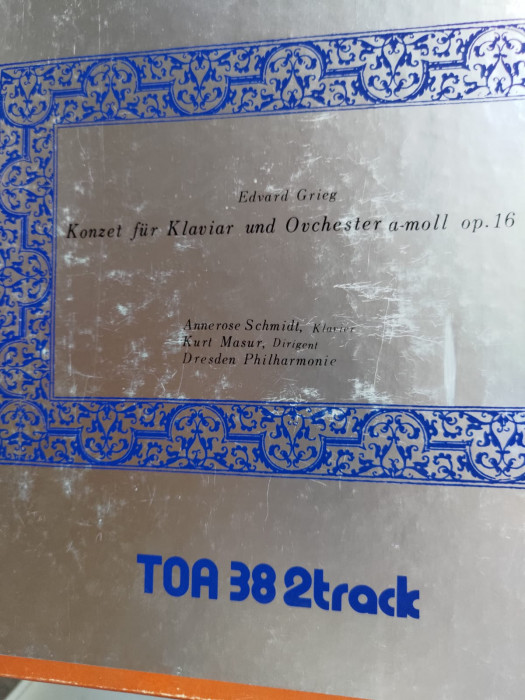 Edvard Grieg
Konzet für Klaviar und Ovchester a-moll op.16
Annerose Schmidt, Klavier
Kurt Masur, Dirigent
Dresden Philharmonie
TOA 38 2track